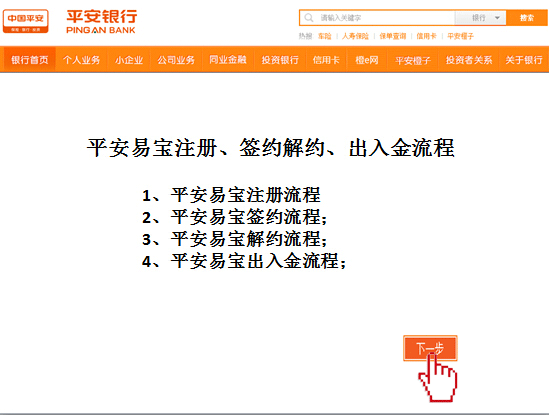 中国平安
保险·银行·投资
平安银行
PING AN BANK
请输入关键字
银行
搜索
热搜 车险 | 人寿保险 | 保单查询 | 信用卡 | 平安橙子
银行首页 个人业务 小企业 公司业务 同业金融 投资银行 信用卡 橙e网 平安橙子 投资者关系 关于银行
平安易宝注册、签约解约、出入金流程
1、平安易宝注册流程
2、平安易宝签约流程；
3、平安易宝解约流程；
4、平安易宝出入金流程；
下一步